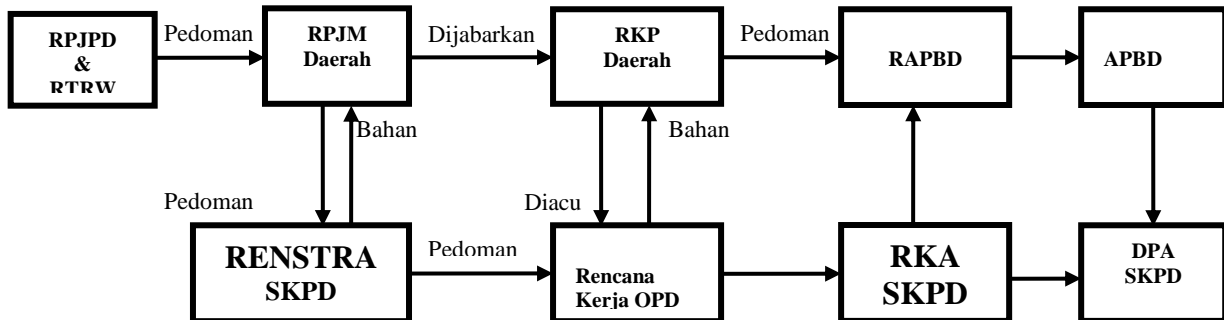 RPJPD
&
RTRW
Pedoman
RPJM
Daerah
Dijabarkan
RKP
Daerah
Pedoman
RAPBD
APBD
Bahan
Bahan
Pedoman
Diacu
RENSTRA
SKPD
Pedoman
Rencana
Kerja OPD
RKA
SKPD
DPA
SKPD